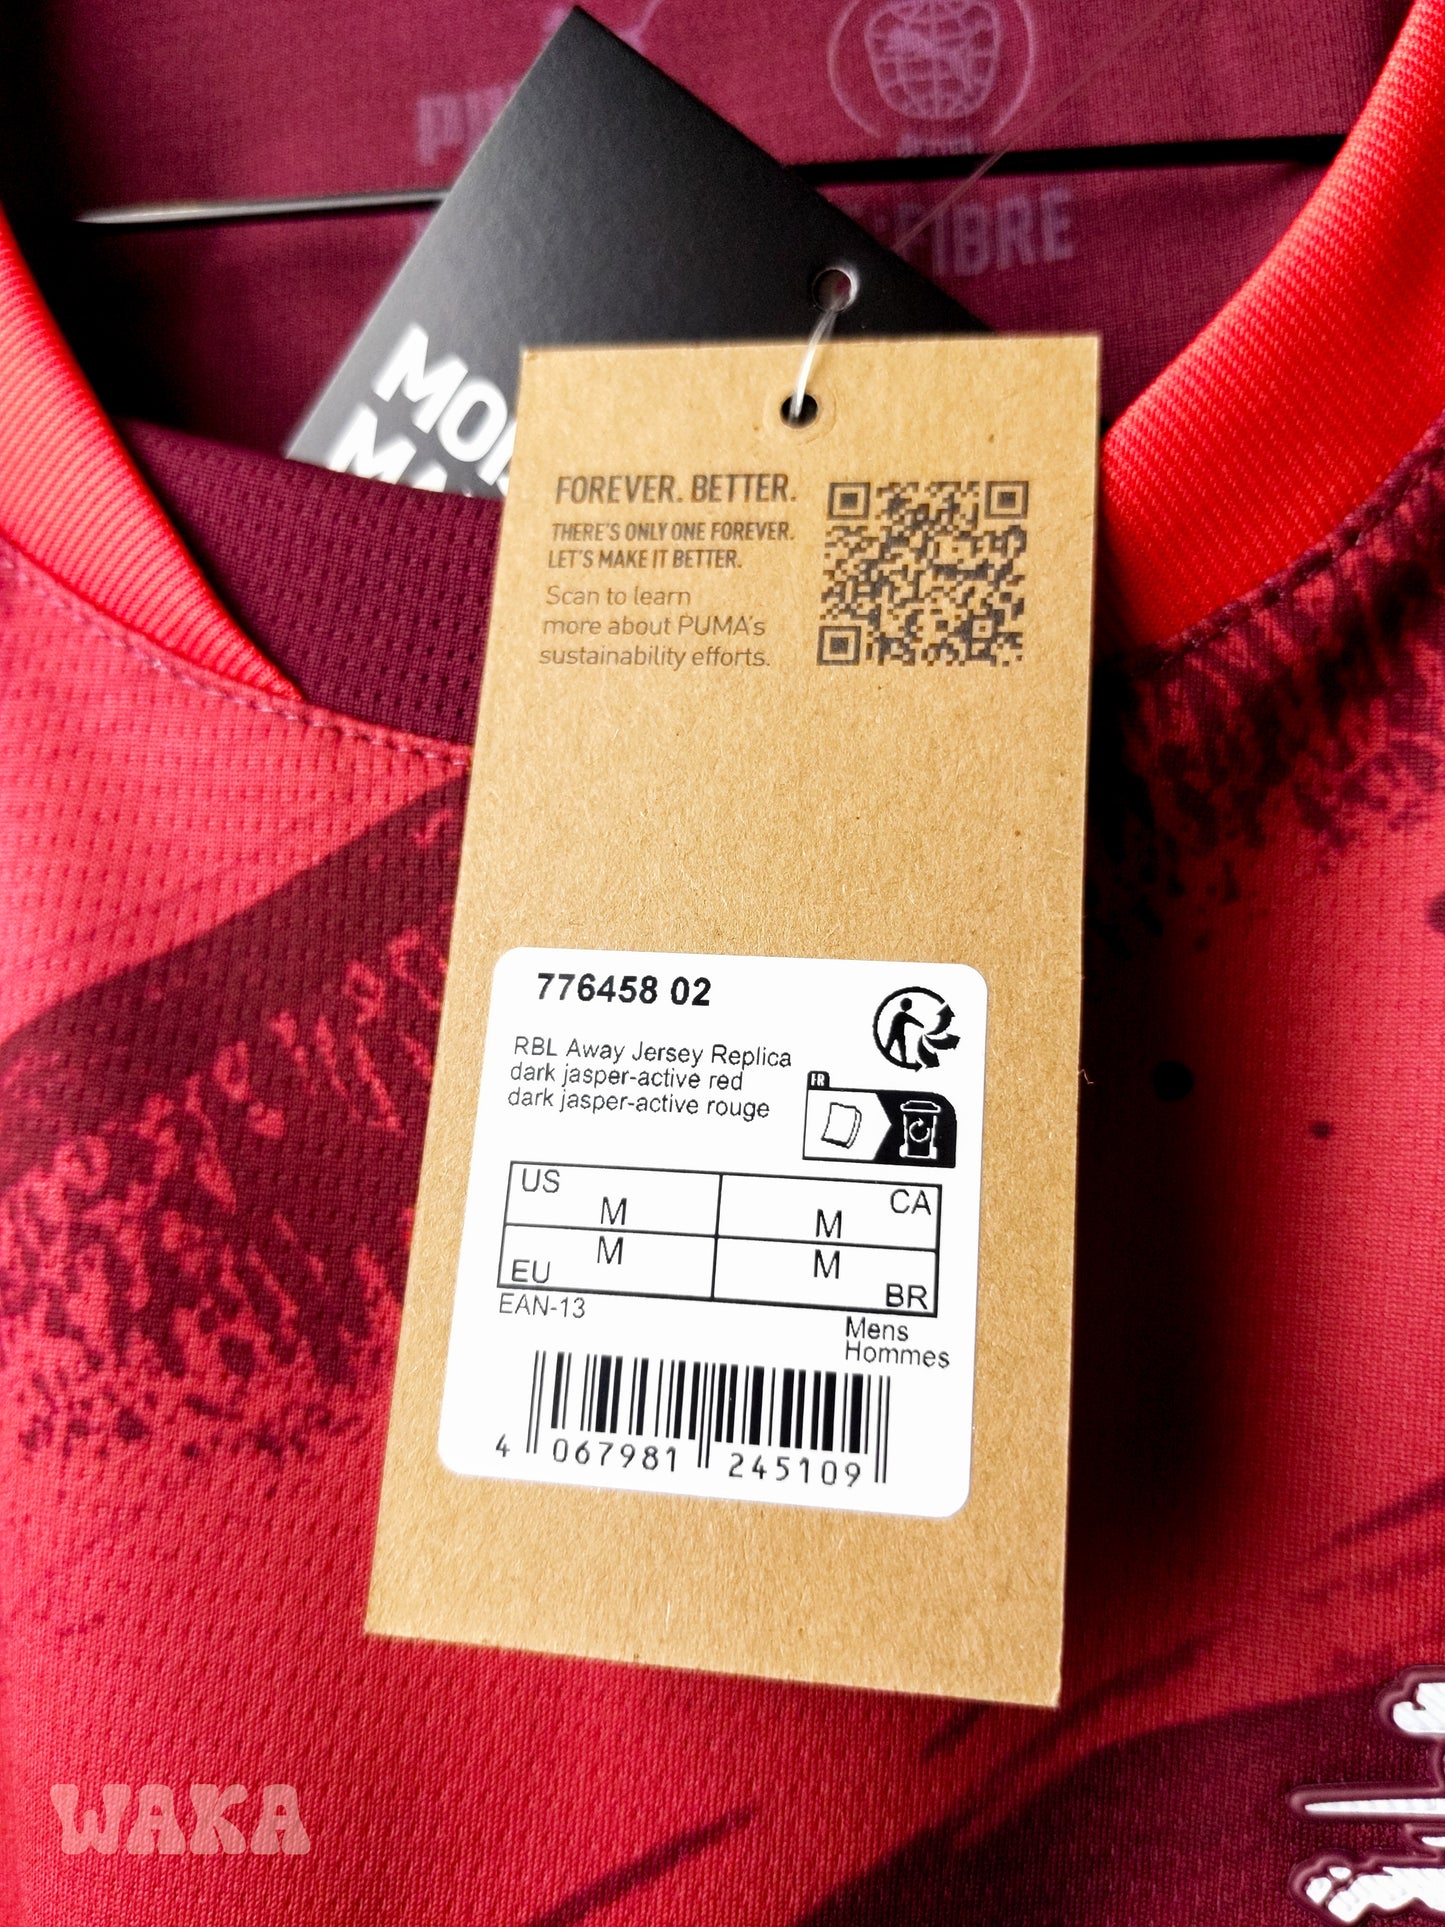 FOREVER. BETTER.
THERE'S ONLY ONE FOREVER.
LET'S MAKE IT BETTER.
Scan to learn
more about PUMA's
sustainability efforts.
776458 02
RBL Away Jersey Replica
dark jasper-active red
dark jasper-active rouge
FR
US M
M CA
EU M
M BR
EAN-13
Mens
Hommes
4 067981 245109
WAKA